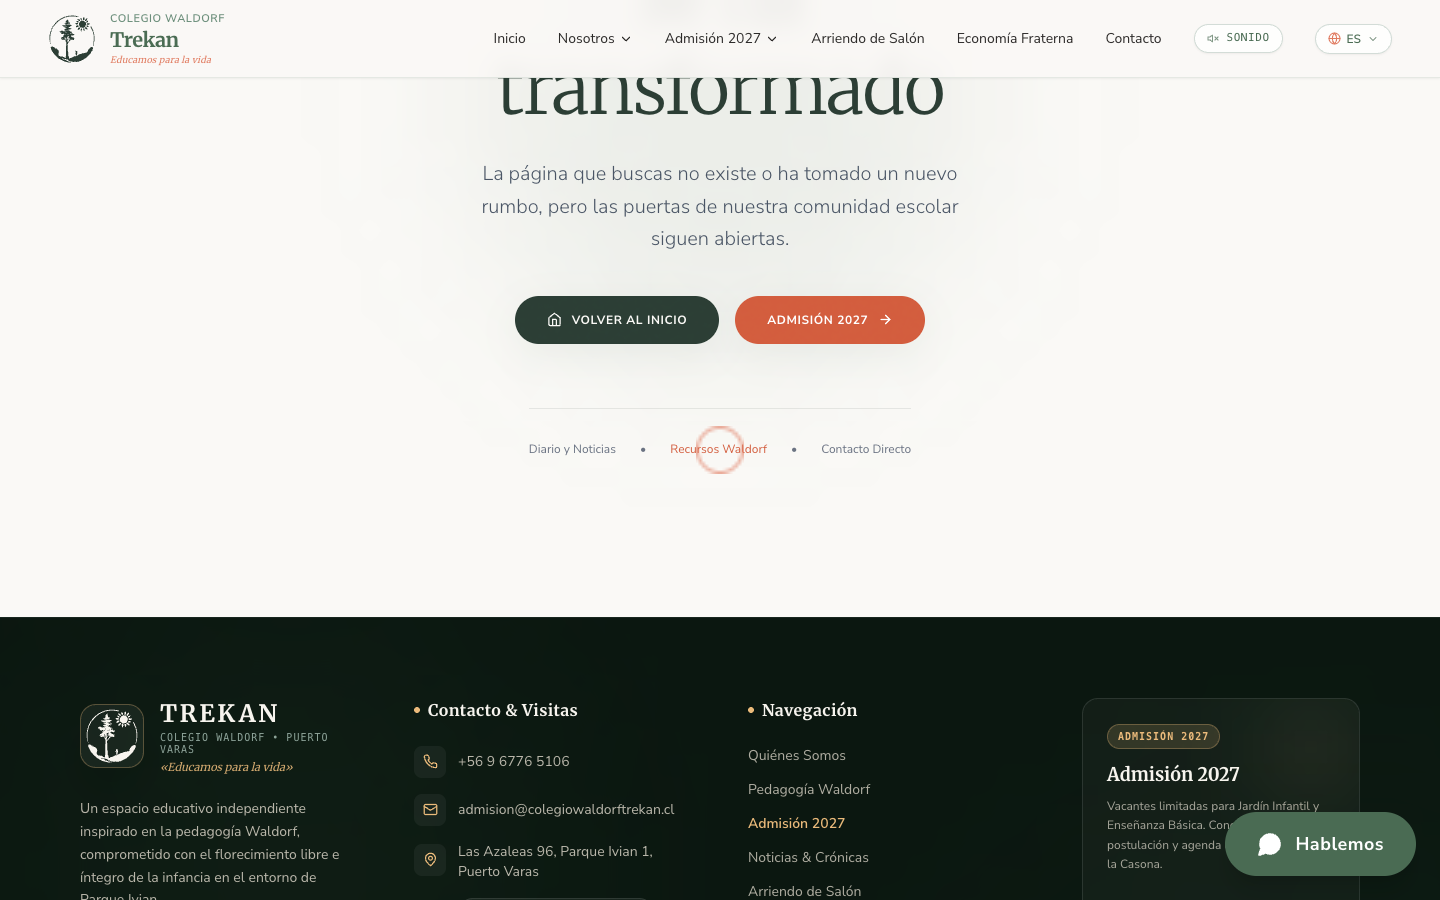 COLEGIO WALDORF
Trekan
Educamos para la vida
Inicio
Nosotros
Admisión 2027
Arriendo de Salón
Economía Fraterna
Contacto
SONIDO
ES
transformado
La página que buscas no existe o ha tomado un nuevo
rumbo, pero las puertas de nuestra comunidad escolar
siguen abiertas.
VOLVER AL INICIO
ADMISIÓN 2027
Diario y Noticias • Recursos Waldorf • Contacto Directo
TREKAN
COLEGIO WALDORF • PUERTO
VARAS
«Educamos para la vida»
Un espacio educativo independiente
inspirado en la pedagogía Waldorf,
comprometido con el florecimiento libre e
íntegro de la infancia en el entorno de
Parque Ivian.
Contacto & Visitas
+56 9 6776 5106
admision@colegiowaldorftrekan.cl
Las Azaleas 96, Parque Ivian 1,
Puerto Varas
Navegación
Quiénes Somos
Pedagogía Waldorf
Admisión 2027
Noticias & Crónicas
Arriendo de Salón
ADMISIÓN 2027
Admisión 2027
Vacantes limitadas para Jardín Infantil y
Enseñanza Básica.
postulación y agenda
la Casona.
Hablemos